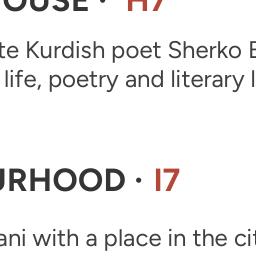 OUSE · H7
te Kurdish poet Sherko
life, poetry and literary
URHOOD · I7
ani with a place in the cit